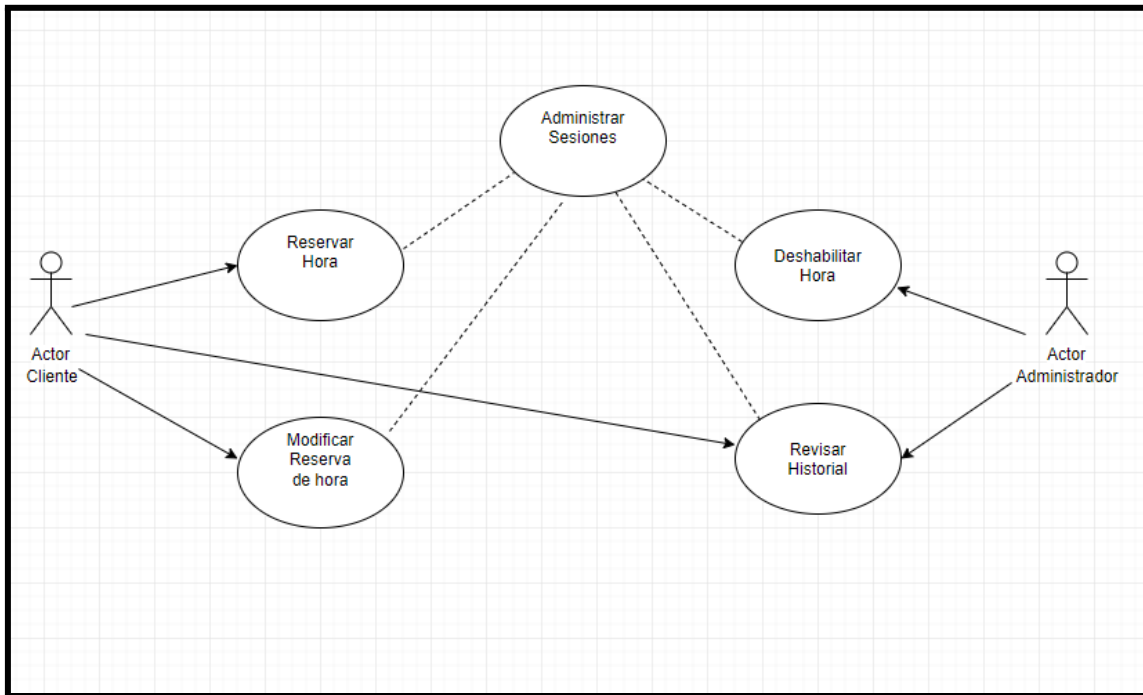 Administrar
Sesiones
Reservar
Hora
Deshabilitar
Hora
Actor
Cliente
Actor
Administrador
Modificar
Reserva
de hora
Revisar
Historial